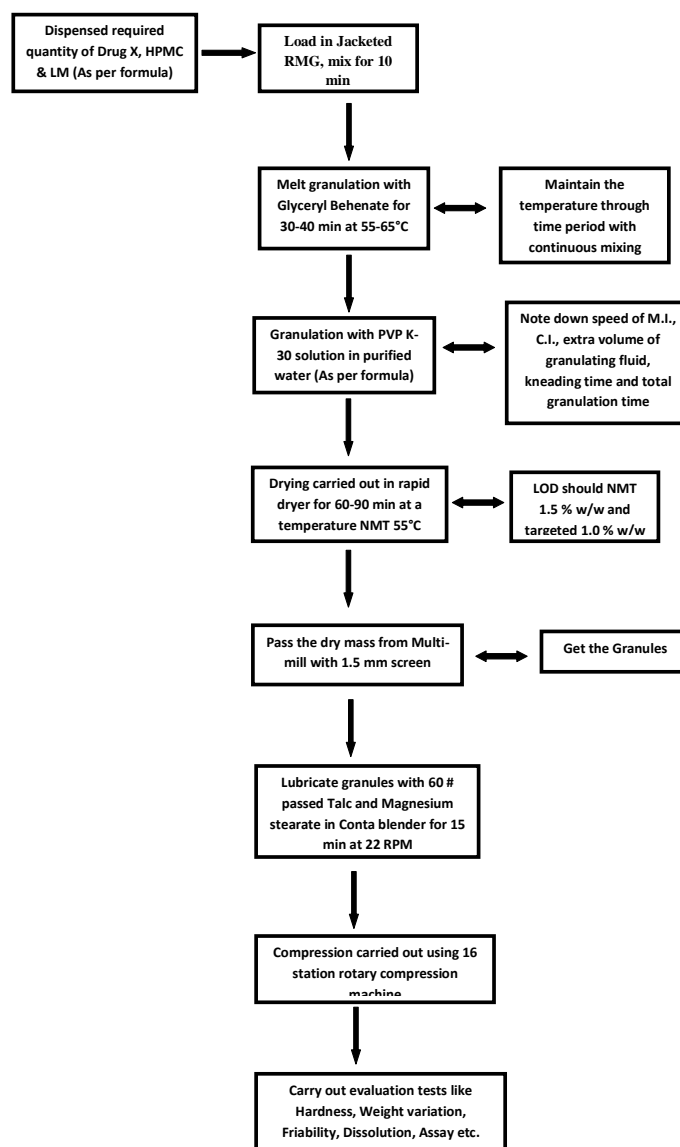 Dispensed required
quantity of Drug X, HPMC
& LM (As per formula)
Load in Jacketed
RMG, mix for 10
min
Melt granulation with
Glyceryl Behenate for
30-40 min at 55-65°C
Maintain the
temperature through
time period with
continuous mixing
Granulation with PVP K-
30 solution in purified
water (As per formula)
Note down speed of M.I.,
C.I., extra volume of
granulating fluid,
kneading time and total
granulation time
Drying carried out in rapid
dryer for 60-90 min at a
temperature NMT 55°C
LOD should NMT
1.5 % w/w and
targeted 1.0 % w/w
Pass the dry mass from Multi-
mill with 1.5 mm screen
Get the Granules
Lubricate granules with 60 #
passed Talc and Magnesium
stearate in Conta blender for 15
min at 22 RPM
Compression carried out using 16
station rotary compression
machine
Carry out evaluation tests like
Hardness, Weight variation,
Friability, Dissolution, Assay etc.